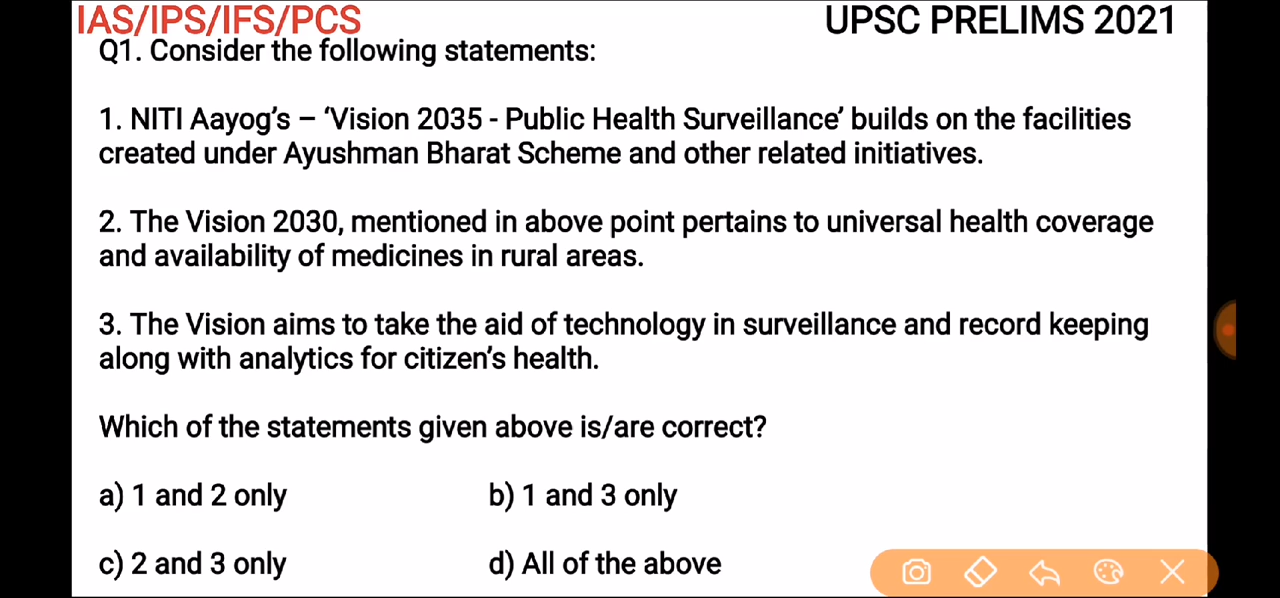 IAS/IPS/IFS/PCS UPSC PRELIMS 2021
Q1. Consider the following statements:
1. NITI Aayog's – 'Vision 2035 - Public Health Surveillance' builds on the facilities
created under Ayushman Bharat Scheme and other related initiatives.
2. The Vision 2030, mentioned in above point pertains to universal health coverage
and availability of medicines in rural areas.
3. The Vision aims to take the aid of technology in surveillance and record keeping
along with analytics for citizen's health.
Which of the statements given above is/are correct?
a) 1 and 2 only b) 1 and 3 only
c) 2 and 3 only d) All of the above